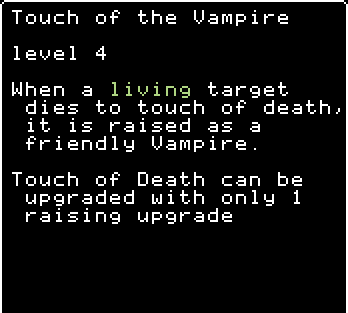 Touch of the Vampire
level 4
When a living target
dies to touch of death,
it is raised as a
friendly Vampire.
Touch of Death can be
upgraded with only 1
raising upgrade